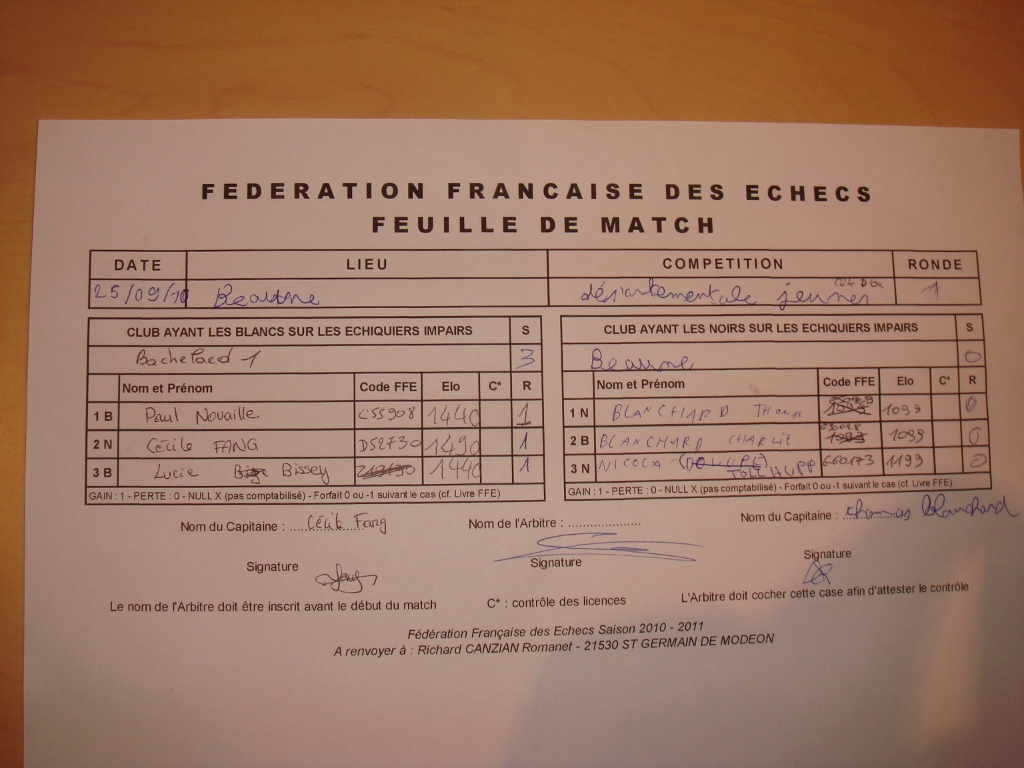 FEDERATION FRANCAISE DES ECHECS
FEUILLE DE MATCH
DATE LIEU COMPETITION RONDE
25/09/10 Beaune départementale jeunes 1
CLUB AYANT LES BLANCS SUR LES ECHIQUIERS IMPAIRS S
Bachelard 1 3
Nom et Prénom Code FFE Elo C* R
1 B Paul Novaille C55908 1440 1
2 N Cécile FANG D52730 1490 1
3 B Lucie Bissey 1440 1
GAIN : 1 - PERTE : 0 - NULL X (pas comptabilisé) - Forfait 0 ou -1 suivant le cas (cf. Livre FFE)
CLUB AYANT LES NOIRS SUR LES ECHIQUIERS IMPAIRS S
Beaune 0
Nom et Prénom Code FFE Elo C* R
1 N BLANCHARD Thomas 1099 0
2 B BLANCHARD CHARLIE 1099 0
3 N NICOLA 660173 1199 0
GAIN : 1 - PERTE : 0 - NULL X (pas comptabilisé) - Forfait 0 ou -1 suivant le cas (cf. Livre FFE)
Nom du Capitaine : Cécile Fang Nom de l'Arbitre : .................... Nom du Capitaine : thomas blanchard
Signature Signature Signature
Le nom de l'Arbitre doit être inscrit avant le début du match C* : contrôle des licences L'Arbitre doit cocher cette case afin d'attester le contrôle
Fédération Française des Echecs Saison 2010 - 2011
A renvoyer à : Richard CANZIAN Romanet - 21530 ST GERMAIN DE MODEON